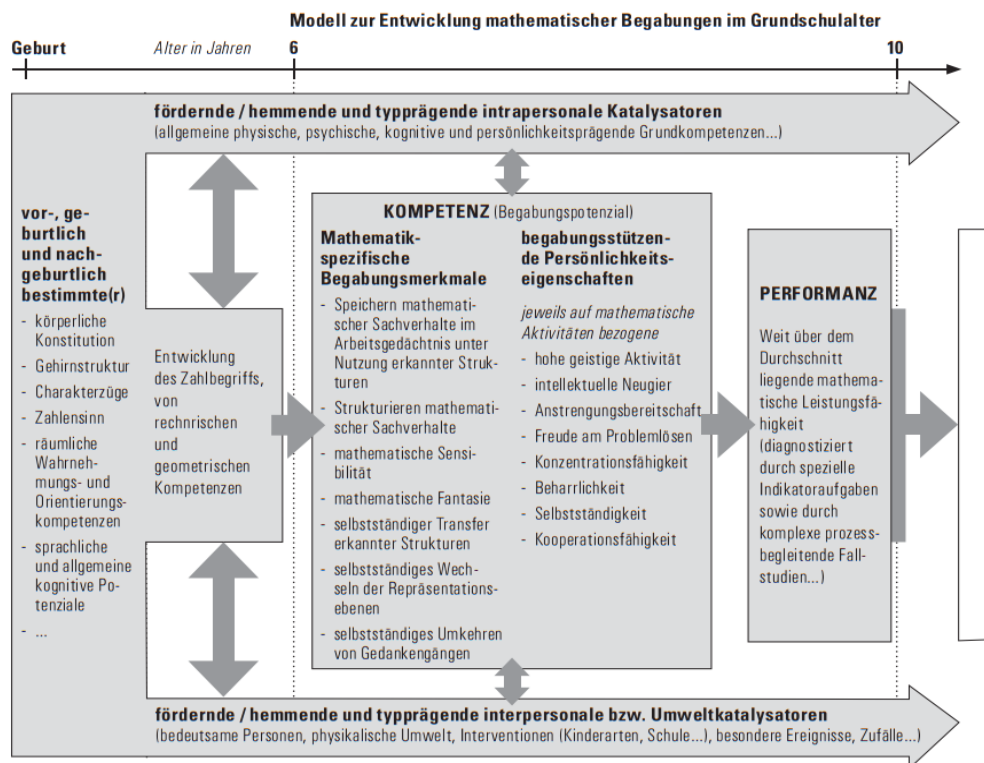 Modell zur Entwicklung mathematischer Begabungen im Grundschulalter
Geburt
Alter in Jahren
6
10
fördernde / hemmende und typprägende intrapersonale Katalysatoren
(allgemeine physische, psychische, kognitive und persönlichkeitsprägende Grundkompetenzen...)
vor-, ge-
burtlich
und nach-
geburtlich
bestimmte(r)
- körperliche
Konstitution
- Gehirnstruktur
- Charakterzüge
- Zahlensinn
- räumliche
Wahrneh-
mungs- und
Orientierungs-
kompetenzen
- sprachliche
und allgemeine
kognitive Po-
tenziale
- ...
Entwicklung
des Zahlbegriffs,
von
rechnrischen
und
geometrischen
Kompetenzen
KOMPETENZ (Begabungspotenzial)
Mathematik-
spezifische
Begabungsmerkmale
- Speichern mathemati-
scher Sachverhalte im
Arbeitsgedächtnis unter
Nutzung erkannter Struk-
turen
- Strukturieren mathemati-
scher Sachverhalte
- mathematische Sensi-
bilität
- mathematische Fantasie
- selbstständiger Transfer
erkannter Strukturen
- selbstständiges Wech-
seln der Repräsentations-
ebenen
- selbstständiges Umkehren
von Gedankengängen
begabungsstützen-
de Persönlichkeits-
eigenschaften
jeweils auf mathematische
Aktivitäten bezogene
- hohe geistige Aktivität
- intellektuelle Neugier
- Anstrengungsbereitschaft
- Freude am Problemlösen
- Konzentrationsfähigkeit
- Beharrlichkeit
- Selbstständigkeit
- Kooperationsfähigkeit
PERFORMANZ
Weit über dem
Durchschnitt
liegende mathema-
tische Leistungsfä-
higkeit
(diagnostiziert
durch spezielle
Indikatoraufgaben
sowie durch
komplexe prozess-
begleitende Fall-
studien...)
fördernde / hemmende und typprägende interpersonale bzw. Umweltkatalysatoren
(bedeutsame Personen, physikalische Umwelt, Interventionen (Kinderarten, Schule...), besondere Ereignisse, Zufälle...)